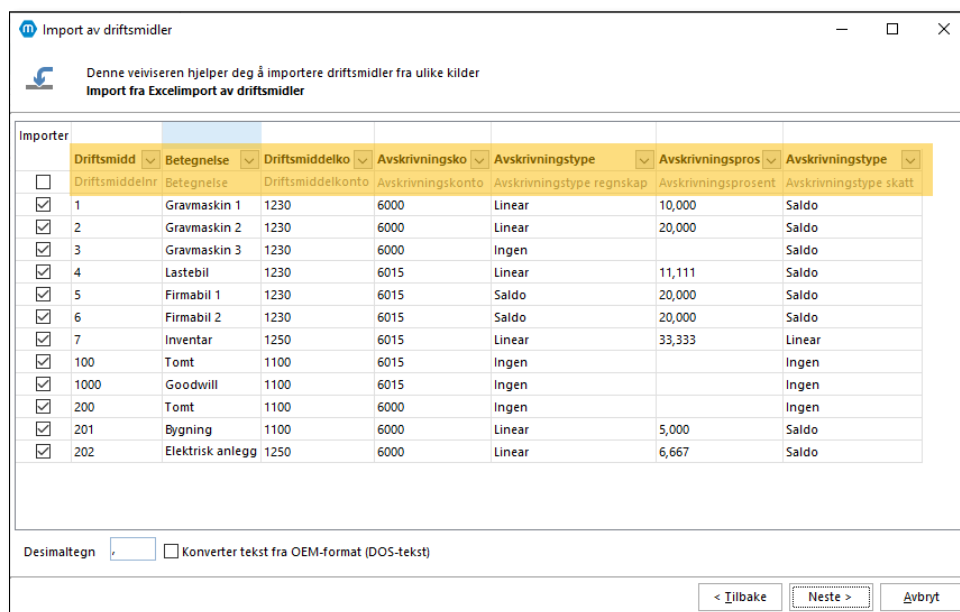 Import av driftsmidler
Denne veiviseren hjelper deg å importere driftsmidler fra ulike kilder
Import fra Excelimport av driftsmidler
Importer
Driftsmidd Betegnelse Driftsmiddelko Avskrivningsko Avskrivningstype Avskrivningspros Avskrivningstype
Driftsmiddelnr Betegnelse Driftsmiddelkonto Avskrivningskonto Avskrivningstype regnskap Avskrivningsprosent Avskrivningstype skatt
1 Gravmaskin 1 1230 6000 Linear 10,000 Saldo
2 Gravmaskin 2 1230 6000 Linear 20,000 Saldo
3 Gravmaskin 3 1230 6000 Ingen Saldo
4 Lastebil 1230 6015 Linear 11,111 Saldo
5 Firmabil 1 1230 6015 Saldo 20,000 Saldo
6 Firmabil 2 1230 6015 Saldo 20,000 Saldo
7 Inventar 1250 6015 Linear 33,333 Linear
100 Tomt 1100 6015 Ingen Ingen
1000 Goodwill 1100 6015 Ingen Ingen
200 Tomt 1100 6000 Ingen Ingen
201 Bygning 1100 6000 Linear 5,000 Saldo
202 Elektrisk anlegg 1250 6000 Linear 6,667 Saldo
Desimaltegn , Konverter tekst fra OEM-format (DOS-tekst)
< Tilbake Neste > Avbryt